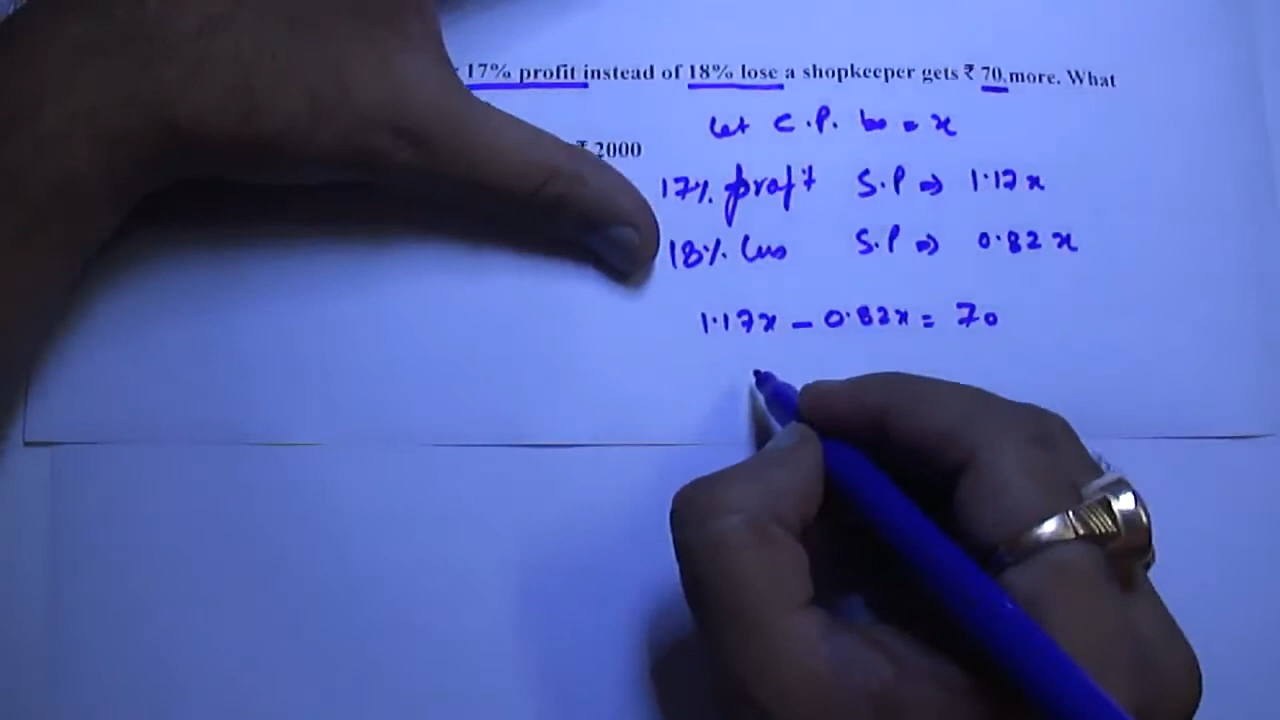 17% profit instead of 18% lose a shopkeeper gets ₹ 70 more. What
₹ 2000
Let C.P. be = x
17% profit S.P ⇒ 1.17x
18% loss S.P ⇒ 0.82x
1.17x - 0.82x = 70